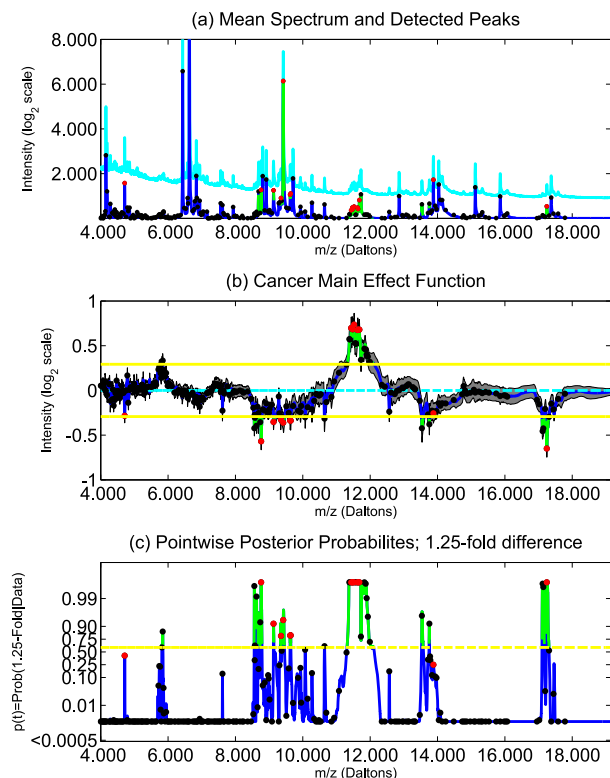 (a) Mean Spectrum and Detected Peaks
8.000
6.000
4.000
2.000
Intensity (log2 scale)
4.000 6.000 8.000 10.000 12.000 14.000 16.000 18.000
m/z (Daltons)
(b) Cancer Main Effect Function
1
0.5
0
-0.5
-1
Intensity (log2 scale)
4.000 6.000 8.000 10.000 12.000 14.000 16.000 18.000
m/z (Daltons)
(c) Pointwise Posterior Probabilites; 1.25-fold difference
0.99
0.90
0.75
0.50
0.25
0.10
0.01
<0.0005
p(t)=Prob(1.25-Fold|Data)
4.000 6.000 8.000 10.000 12.000 14.000 16.000 18.000
m/z (Daltons)